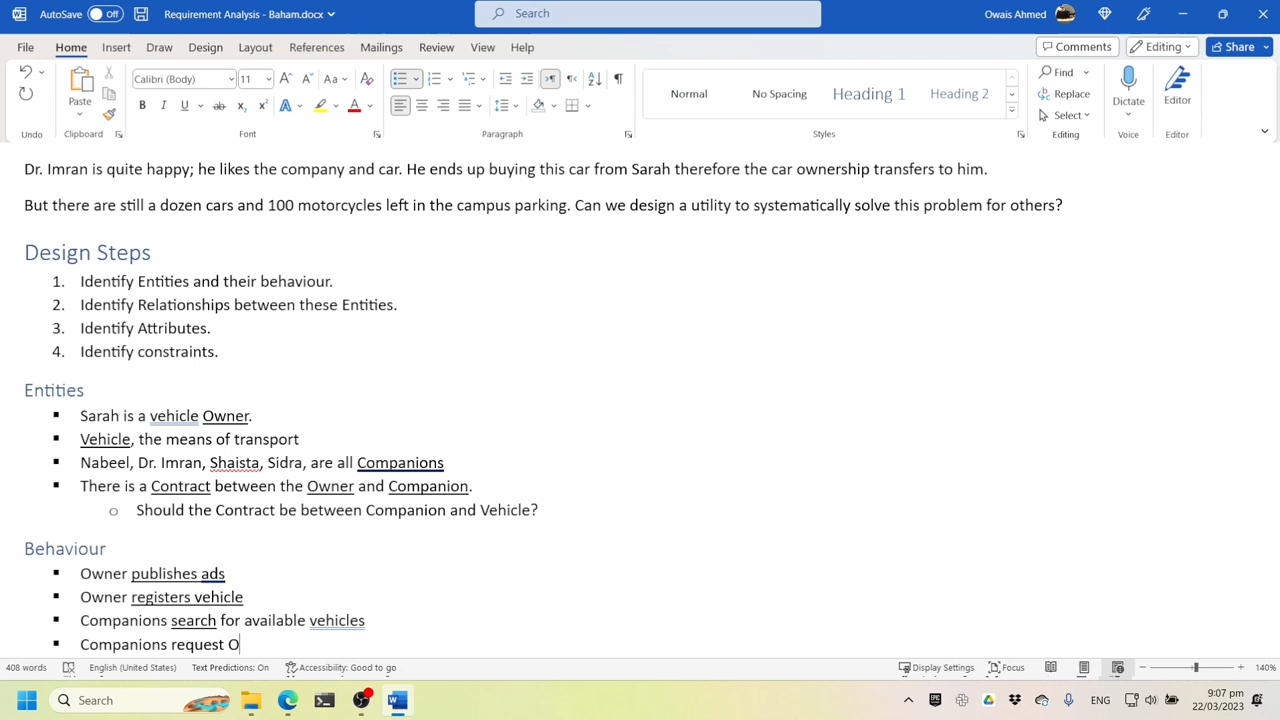 AutoSave Off Requirement Analysis - Baham.docx Search Owais Ahmed
File Home Insert Draw Design Layout References Mailings Review View Help Comments Editing Share
Calibri (Body) 11 Aa Normal No Spacing Heading 1 Heading 2 Find
Paste Replace Dictate Editor
Select
Undo Clipboard Font Paragraph Styles Editing Voice Editor
Dr. Imran is quite happy; he likes the company and car. He ends up buying this car from Sarah therefore the car ownership transfers to him.
But there are still a dozen cars and 100 motorcycles left in the campus parking. Can we design a utility to systematically solve this problem for others?
Design Steps
1. Identify Entities and their behaviour.
2. Identify Relationships between these Entities.
3. Identify Attributes.
4. Identify constraints.
Entities
▪ Sarah is a vehicle Owner.
▪ Vehicle, the means of transport
▪ Nabeel, Dr. Imran, Shaista, Sidra, are all Companions
▪ There is a Contract between the Owner and Companion.
o Should the Contract be between Companion and Vehicle?
Behaviour
▪ Owner publishes ads
▪ Owner registers vehicle
▪ Companions search for available vehicles
▪ Companions request O
408 words English (United States) Text Predictions: On Accessibility: Good to go Display Settings Focus 140%
Search ENG 9:07 pm
22/03/2023